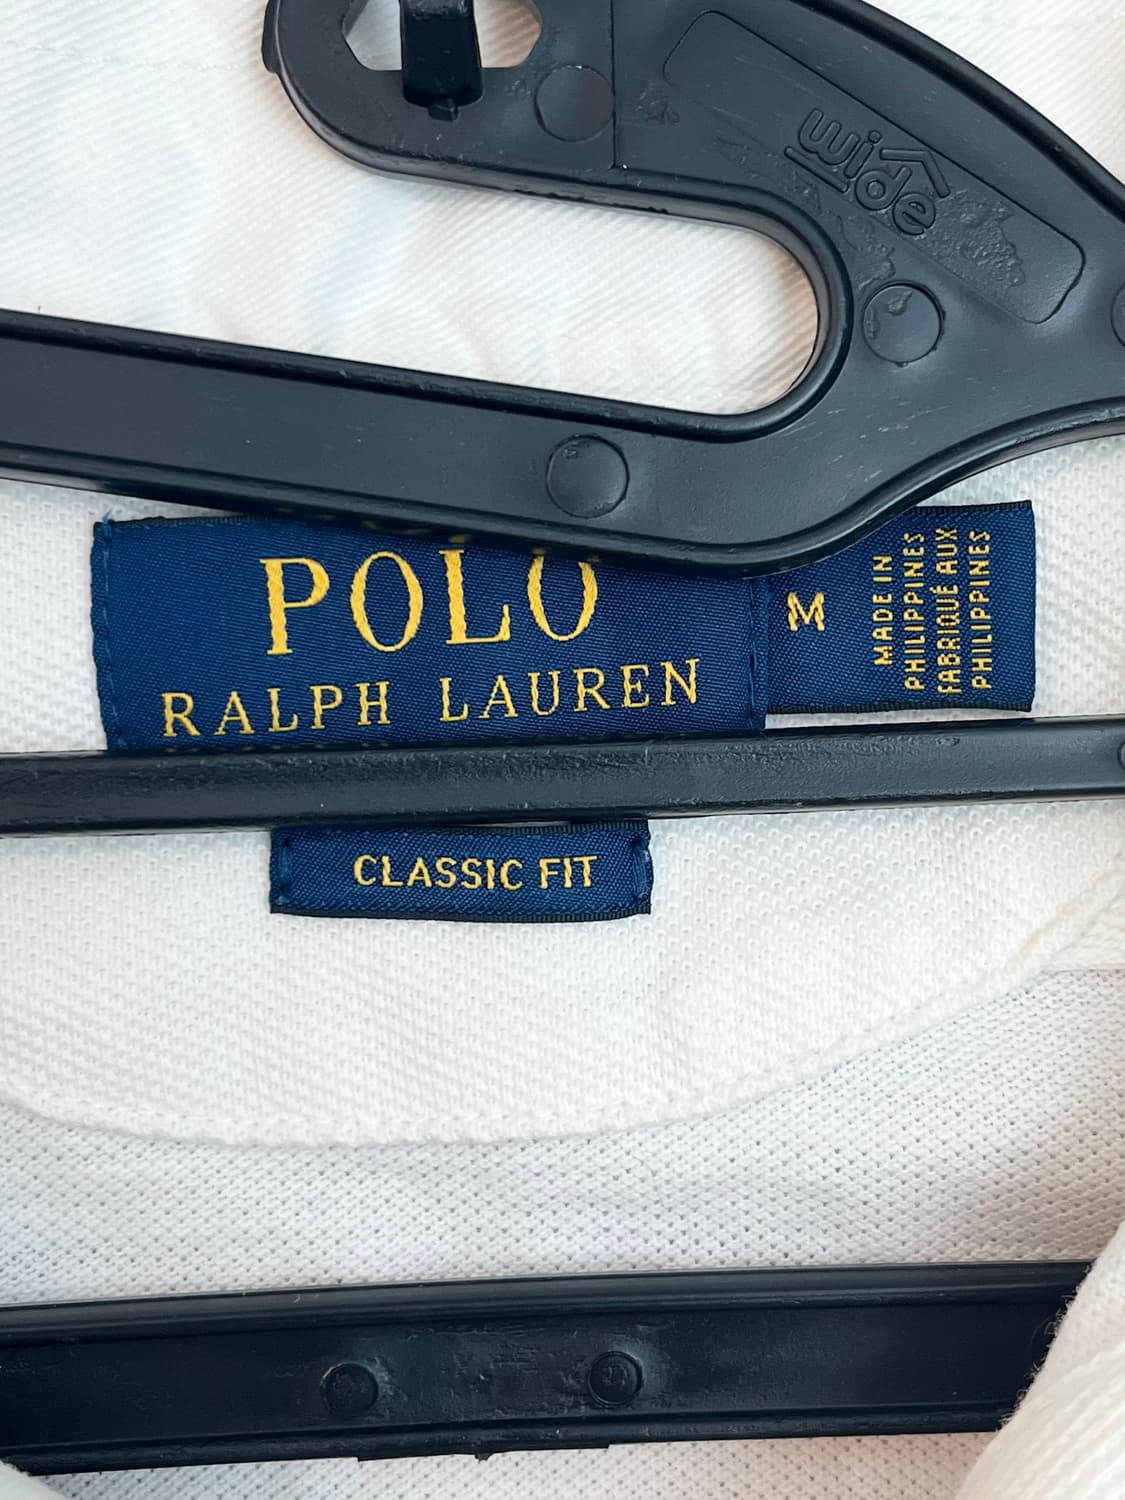 wide
POLO
RALPH LAUREN
M
MADE IN
PHILIPPINES
FABRIQUÉ AUX
PHILIPPINES
CLASSIC FIT